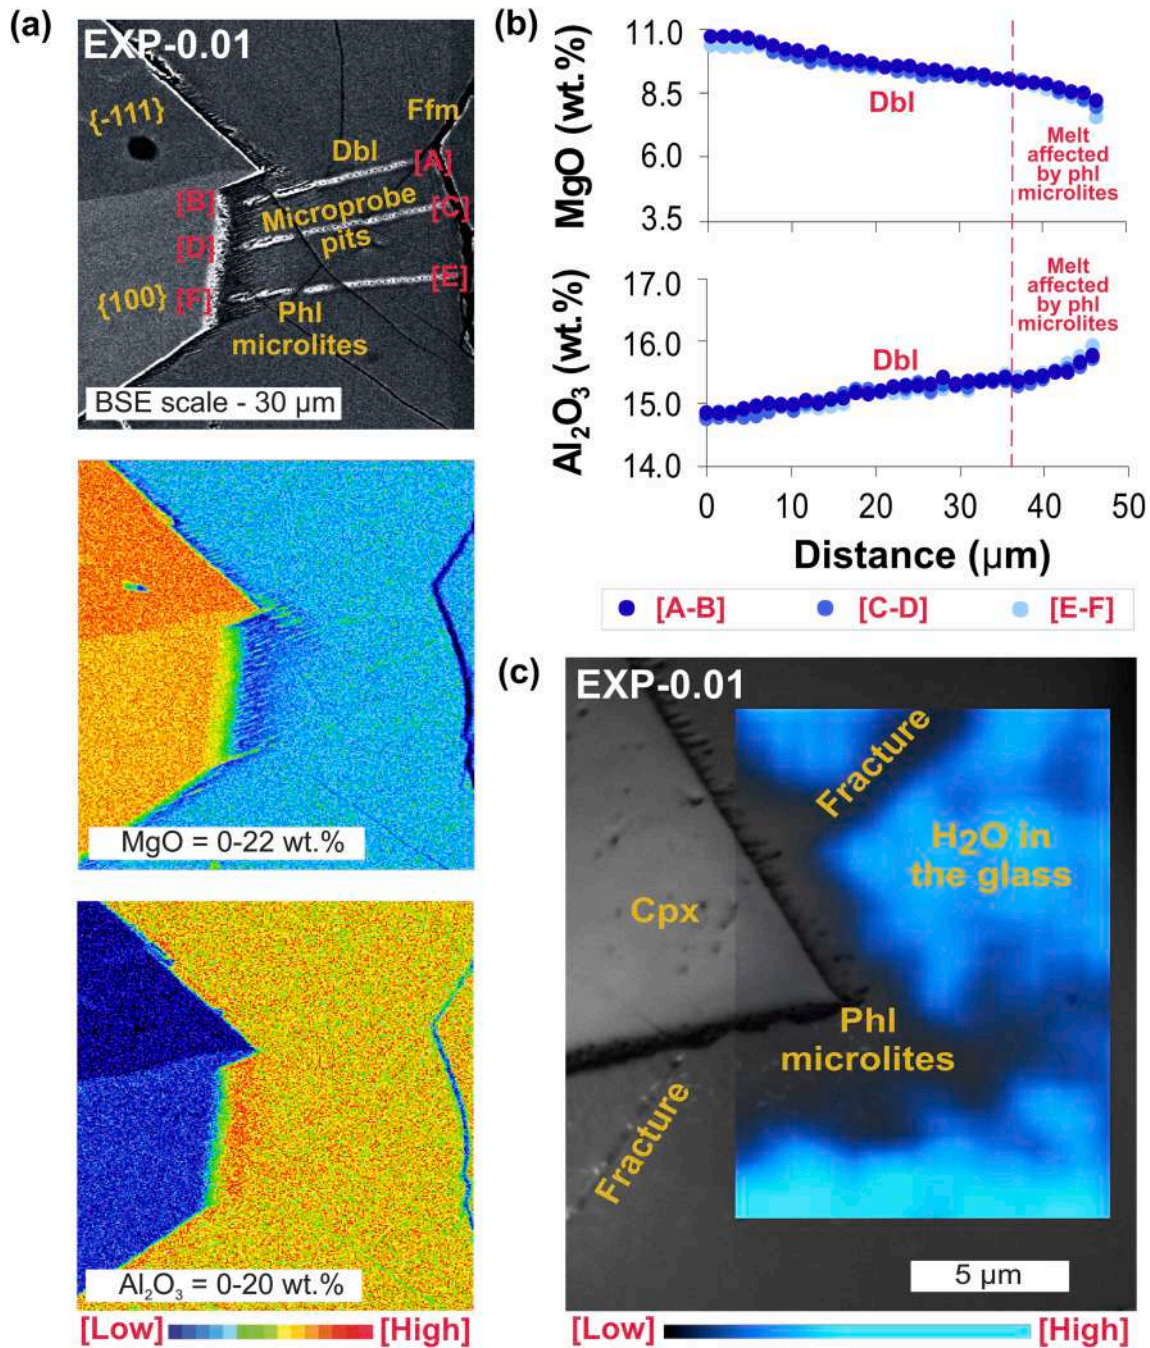 (a)
EXP-0.01
{-111}
Ffm
Dbl
[A]
[B]
Microprobe
pits
[C]
[D]
[E]
{100}
[F]
Phl
microlites
BSE scale - 30 µm
MgO = 0-22 wt.%
Al₂O₃ = 0-20 wt.%
[Low]
[High]
(b)
MgO (wt.%)
11.0
8.5
6.0
3.5
Dbl
Melt
affected
by phl
microlites
Al₂O₃ (wt.%)
17.0
16.0
15.0
14.0
Dbl
Melt
affected
by phl
microlites
0 10 20 30 40 50
Distance (µm)
[A-B] [C-D] [E-F]
(c)
EXP-0.01
Fracture
H₂O in
the glass
Cpx
Phl
microlites
Fracture
5 µm
[Low]
[High]